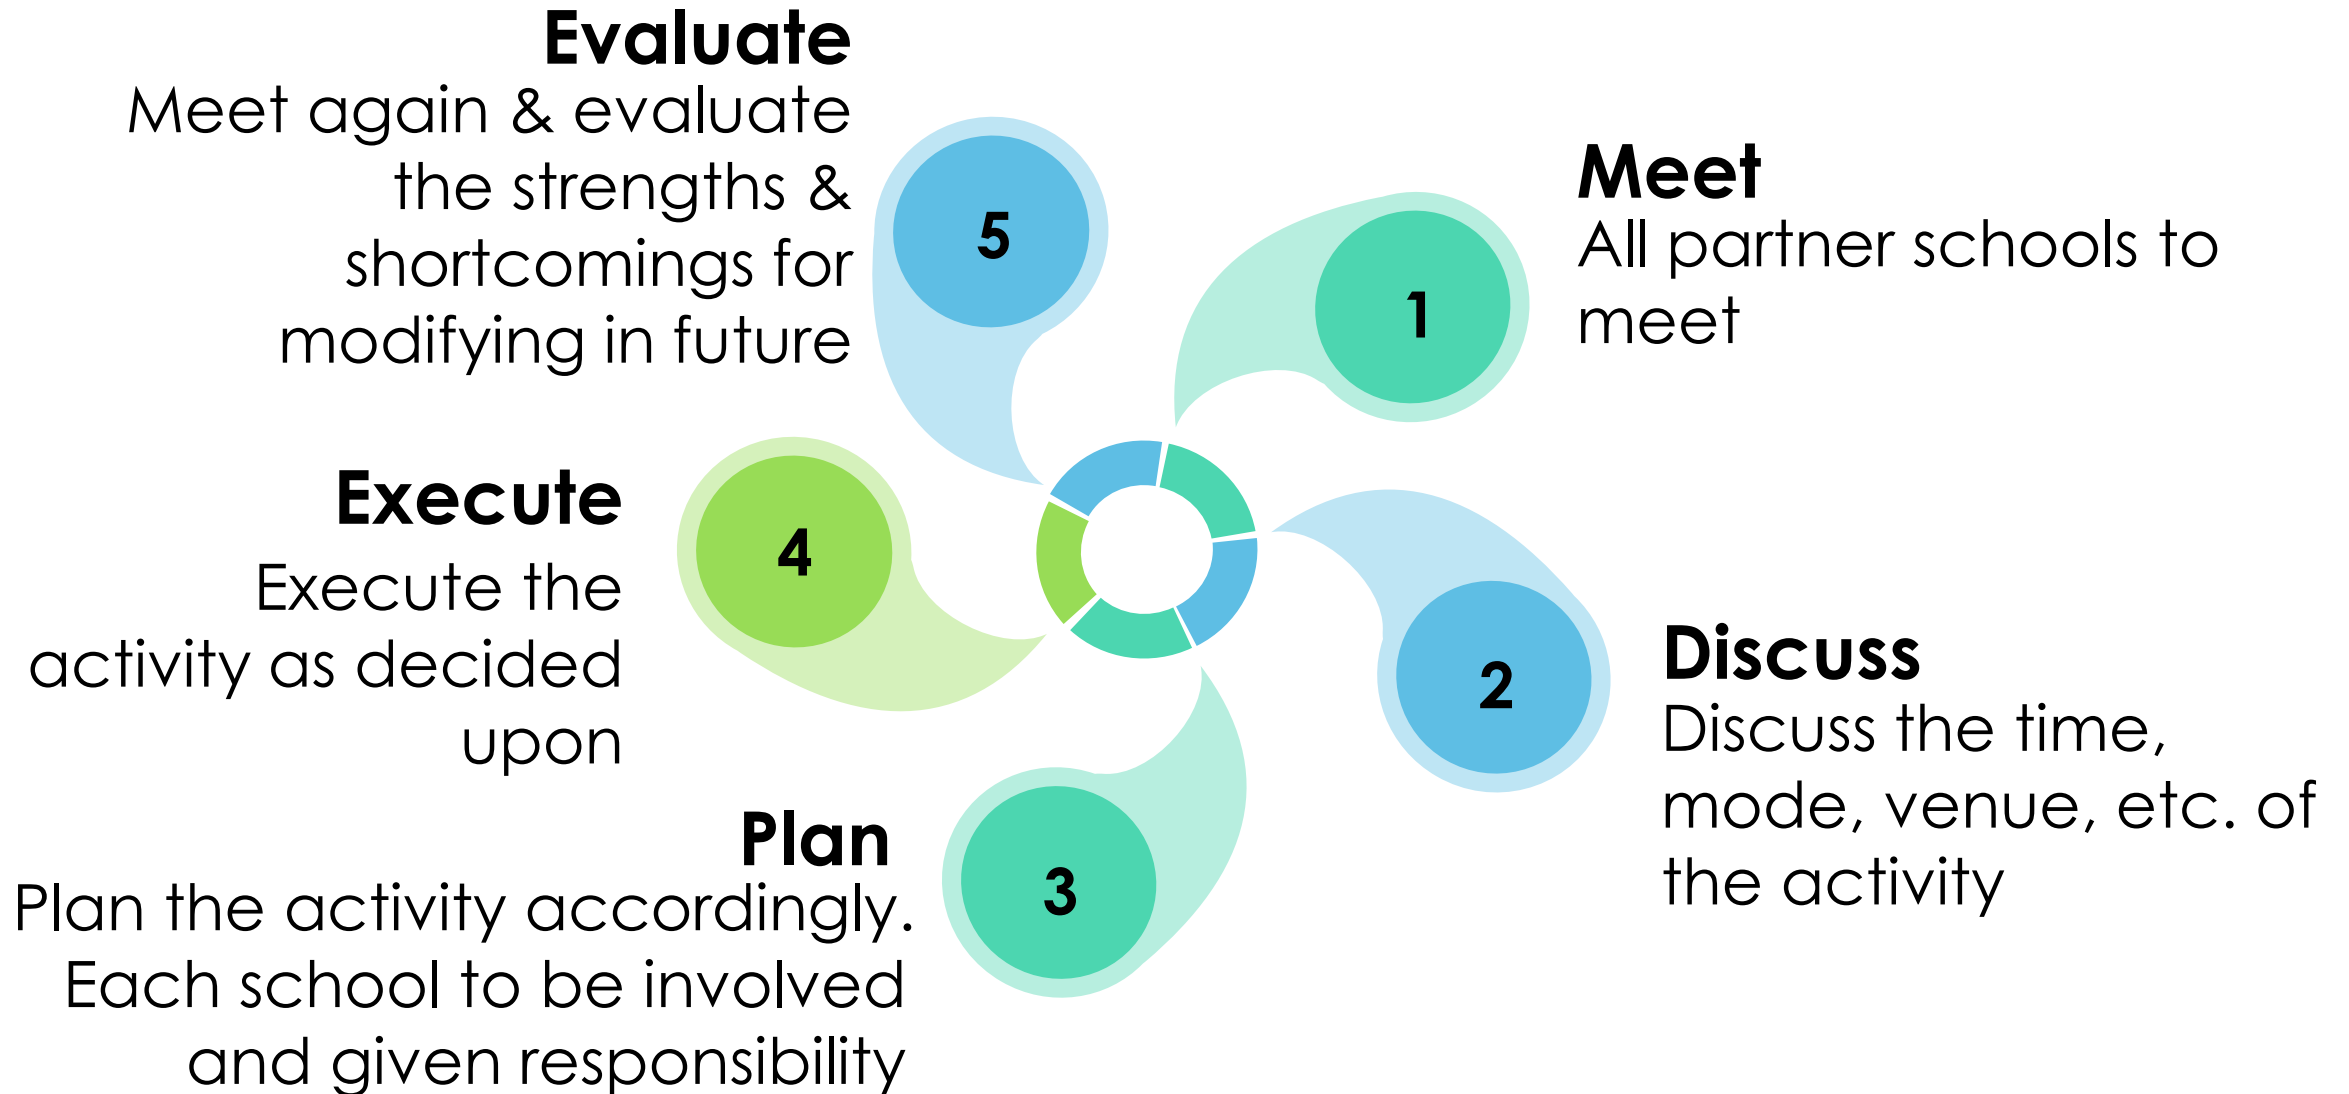 1
Meet
All partner schools to
meet
2
Discuss
Discuss the time,
mode, venue, etc. of
the activity
3
Plan
Plan the activity accordingly.
Each school to be involved
and given responsibility
4
Execute
Execute the
activity as decided
upon
5
Evaluate
Meet again & evaluate
the strengths &
shortcomings for
modifying in future